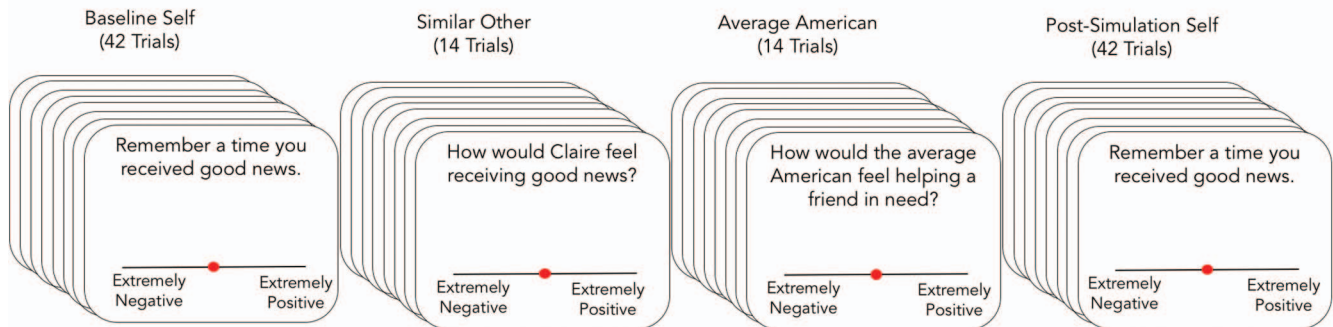 Baseline Self
(42 Trials)
Remember a time you
received good news.
Extremely
Negative
Extremely
Positive
Similar Other
(14 Trials)
How would Claire feel
receiving good news?
Extremely
Negative
Extremely
Positive
Average American
(14 Trials)
How would the average
American feel helping a
friend in need?
Extremely
Negative
Extremely
Positive
Post-Simulation Self
(42 Trials)
Remember a time you
received good news.
Extremely
Negative
Extremely
Positive